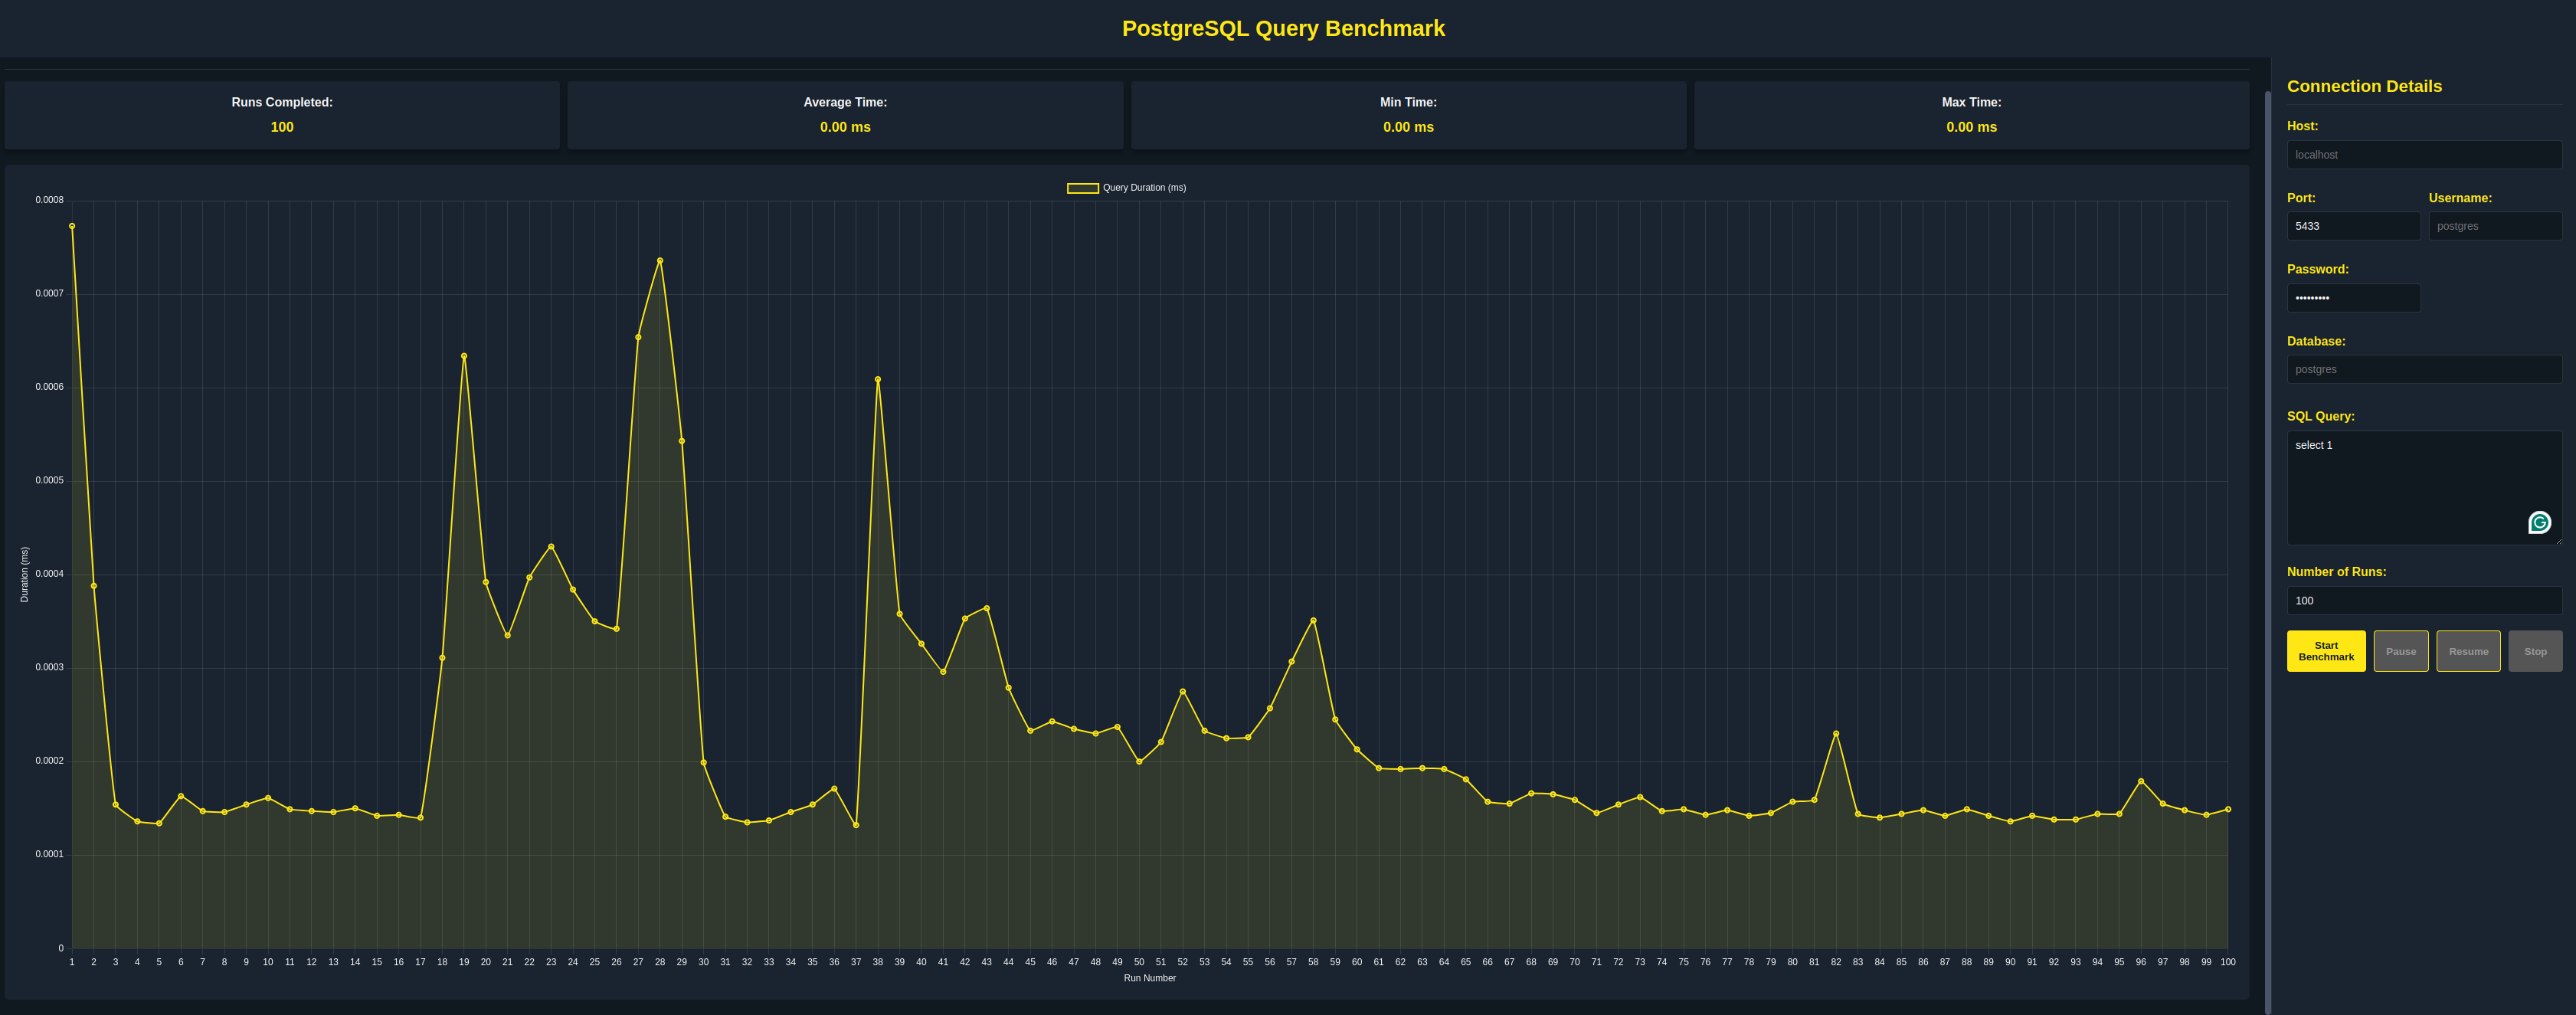 PostgreSQL Query Benchmark
Runs Completed:
100
Average Time:
0.00 ms
Min Time:
0.00 ms
Max Time:
0.00 ms
Query Duration (ms)
0.0008
0.0007
0.0006
0.0005
0.0004
0.0003
0.0002
0.0001
0
Duration (ms)
1 2 3 4 5 6 7 8 9 10 11 12 13 14 15 16 17 18 19 20 21 22 23 24 25 26 27 28 29 30 31 32 33 34 35 36 37 38 39 40 41 42 43 44 45 46 47 48 49 50 51 52 53 54 55 56 57 58 59 60 61 62 63 64 65 66 67 68 69 70 71 72 73 74 75 76 77 78 79 80 81 82 83 84 85 86 87 88 89 90 91 92 93 94 95 96 97 98 99 100
Run Number
Connection Details
Host:
localhost
Port: Username:
5433 postgres
Password:
•••••••••
Database:
postgres
SQL Query:
select 1
Number of Runs:
100
Start
Benchmark
Pause
Resume
Stop